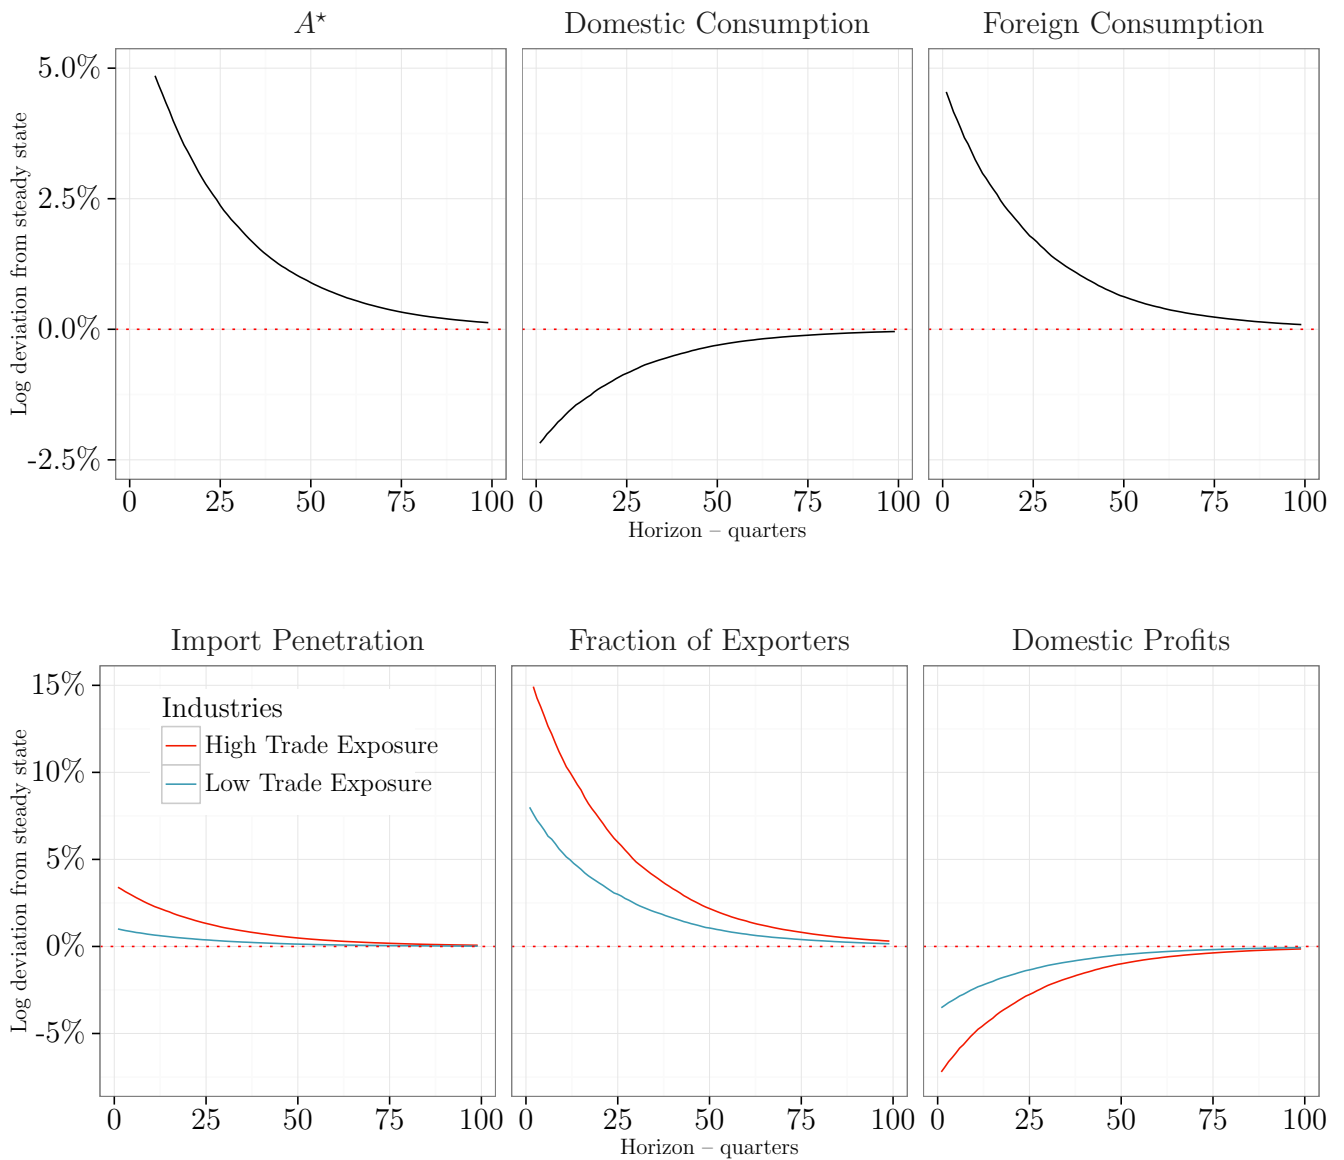 A⋆
Domestic Consumption
Foreign Consumption
Log deviation from steady state
5.0%
2.5%
0.0%
-2.5%
0 25 50 75 100
0 25 50 75 100
0 25 50 75 100
Horizon – quarters
Import Penetration
Fraction of Exporters
Domestic Profits
Log deviation from steady state
15%
10%
5%
0%
-5%
Industries
High Trade Exposure
Low Trade Exposure
0 25 50 75 100
0 25 50 75 100
0 25 50 75 100
Horizon – quarters